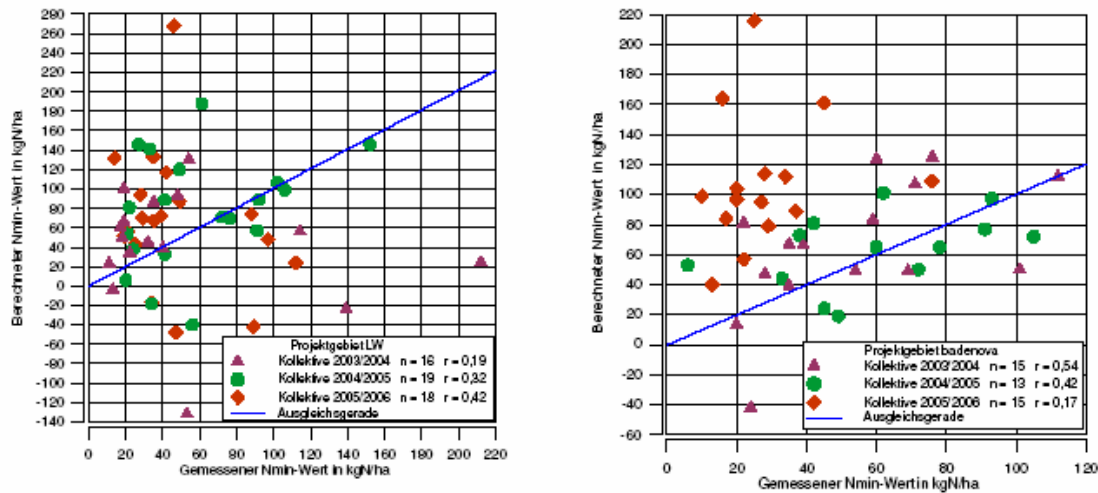 280
260
240
220
200
180
160
140
120
100
80
60
40
20
0
-20
-40
-60
-80
-100
-120
-140
Berechneter Nmin-Wert in kgN/ha
0 20 40 60 80 100 120 140 160 180 200 220
Gemessener Nmin-Wert in kgN/ha
Projektgebiet LW
Kollektive 2003/2004 n = 16 r = 0,19
Kollektive 2004/2005 n = 19 r = 0,32
Kollektive 2005/2006 n = 18 r = 0,42
Ausgleichsgerade
220
200
180
160
140
120
100
80
60
40
20
0
-20
-40
-60
Berechneter Nmin-Wert in kgN/ha
0 20 40 60 80 100 120
Gemessener Nmin-Wert in kgN/ha
Projektgebiet badenova
Kollektive 2003/2004 n = 15 r = 0,54
Kollektive 2004/2005 n = 13 r = 0,42
Kollektive 2005/2006 n = 15 r = 0,17
Ausgleichsgerade